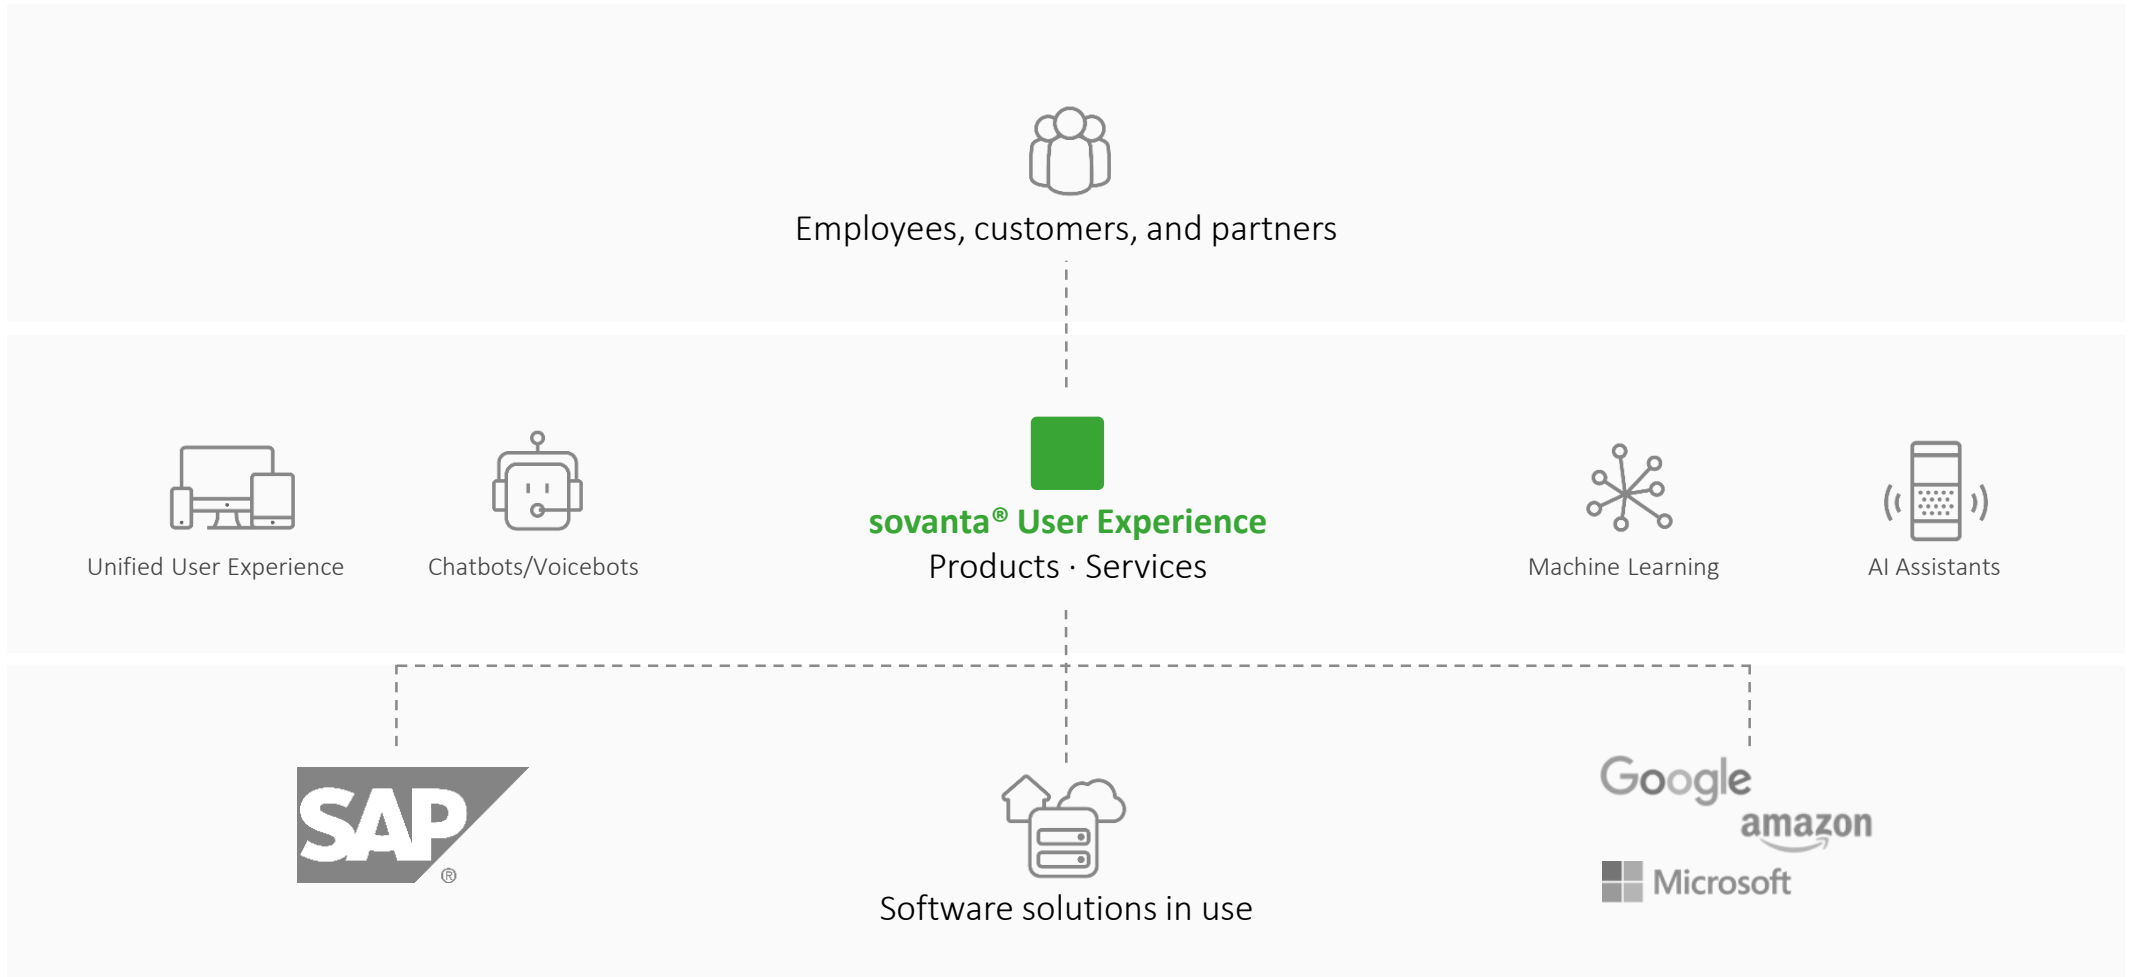 Employees, customers, and partners
sovanta® User Experience
Products · Services
Unified User Experience
Chatbots/Voicebots
Machine Learning
AI Assistants
SAP
®
Software solutions in use
Google
amazon
Microsoft